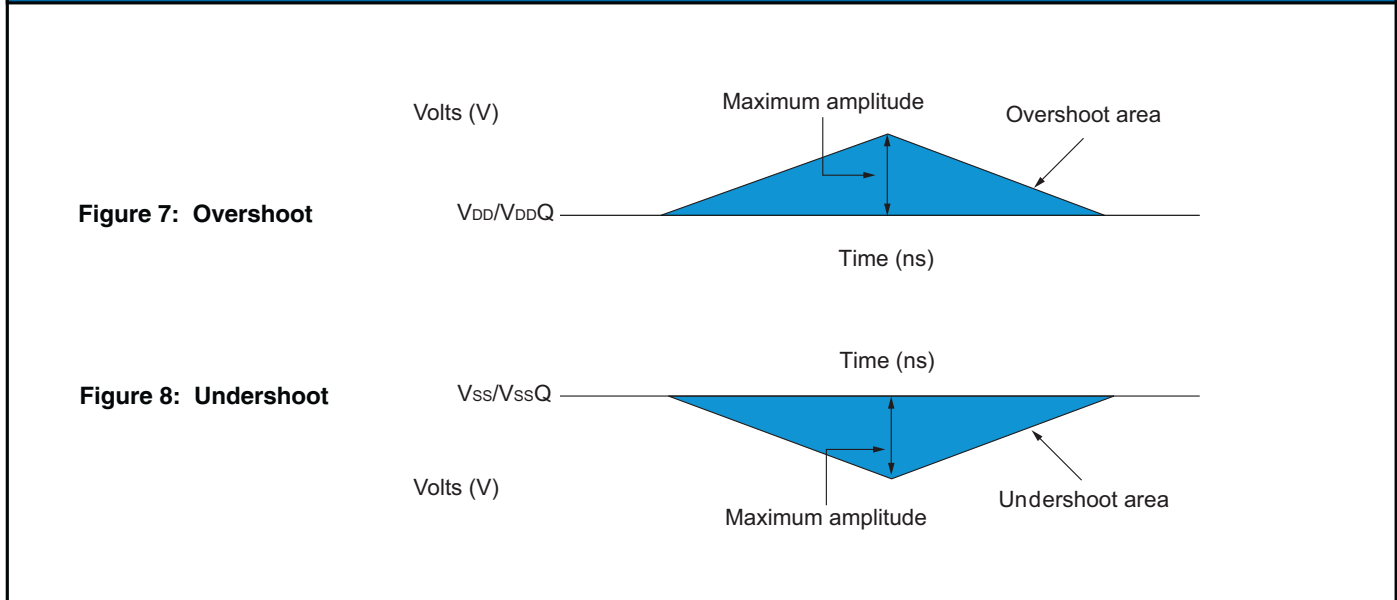 Volts (V)
Maximum amplitude
Overshoot area
Figure 7: Overshoot
VDD/VDDQ
Time (ns)
Time (ns)
Figure 8: Undershoot
VSS/VSSQ
Volts (V)
Undershoot area
Maximum amplitude